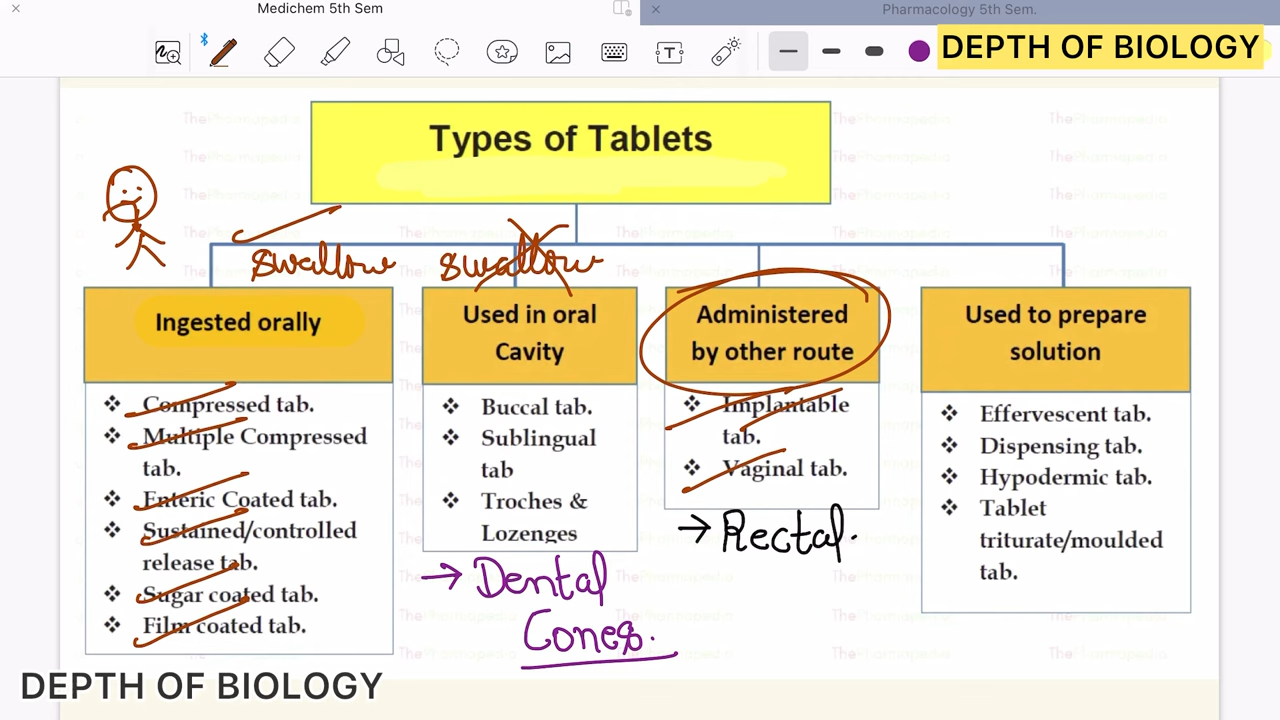 Medichem 5th Sem
Pharmacology 5th Sem.
DEPTH OF BIOLOGY
Types of Tablets
swallow
swallow
Ingested orally
❖ Compressed tab.
❖ Multiple Compressed
tab.
❖ Enteric Coated tab.
❖ Sustained/controlled
release tab.
❖ Sugar coated tab.
❖ Film coated tab.
Used in oral
Cavity
❖ Buccal tab.
❖ Sublingual
tab
❖ Troches &
Lozenges
→ Dental
Cones.
Administered
by other route
❖ Implantable
tab.
❖ Vaginal tab.
→ Rectal.
Used to prepare
solution
❖ Effervescent tab.
❖ Dispensing tab.
❖ Hypodermic tab.
❖ Tablet
triturate/moulded
tab.
DEPTH OF BIOLOGY